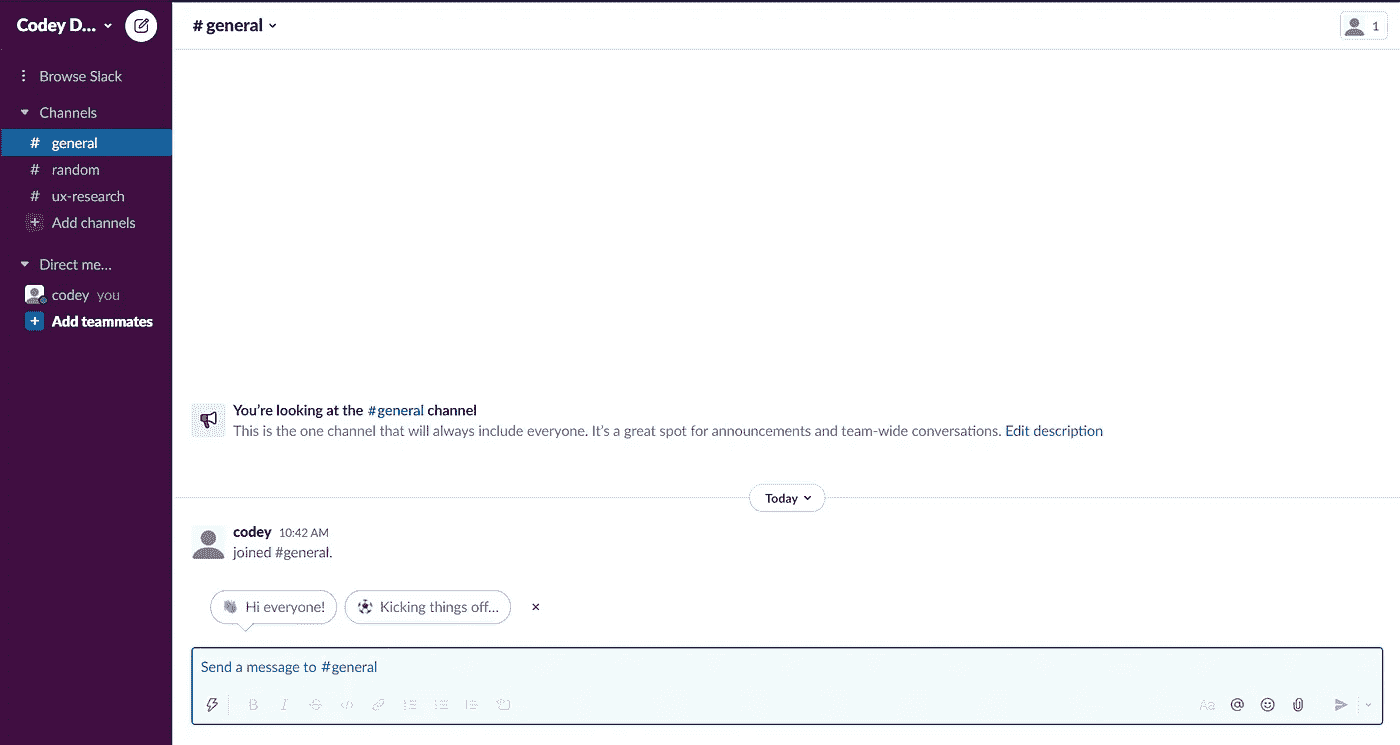 Codey D...
# general
1
Browse Slack
Channels
# general
# random
# ux-research
+ Add channels
Direct me...
codey you
+ Add teammates
You're looking at the #general channel
This is the one channel that will always include everyone. It's a great spot for announcements and team-wide conversations. Edit description
Today
codey 10:42 AM
joined #general.
Hi everyone!
Kicking things off...
Send a message to #general
B I S </> Aa @